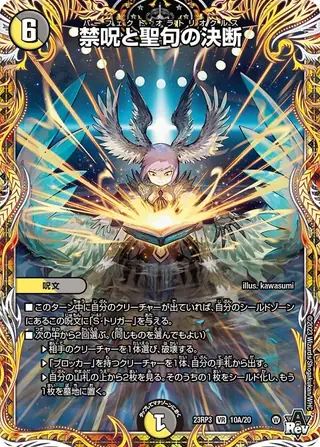 6
パーフェクト・オラトリオクルス
禁呪と聖句の決断
呪文
illus. kawasumi
■このターン中に自分のクリーチャーが出ていれば、自分のシールドゾーン
にあるこの呪文に「S・トリガー」を与える。
■次の中から2回選ぶ。(同じものを選んでもよい)
▶相手のクリーチャーを1体選び、破壊する。
▶「ブロッカー」を持つクリーチャーを1体、自分の手札から出す。
▶自分の山札の上から2枚を見る。そのうちの1枚をシールド化し、もう
1枚を墓地に置く。
1
23RP3 VR 10A/20
Rev